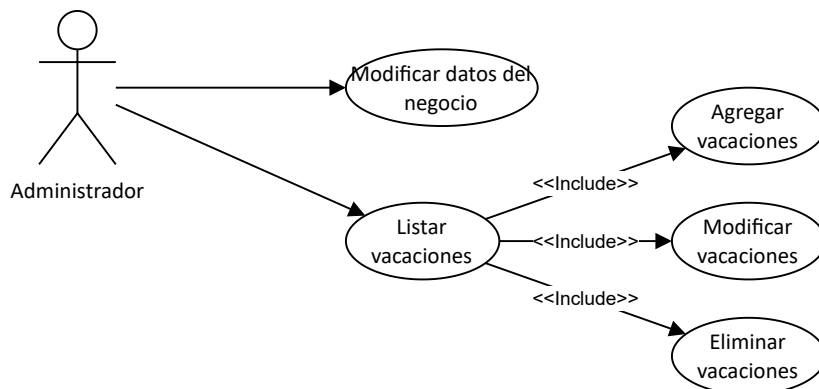 Modificar datos del
negocio
Agregar
vacaciones
Administrador
<<Include>>
Listar
vacaciones
<<Include>>
Modificar
vacaciones
<<Include>>
Eliminar
vacaciones